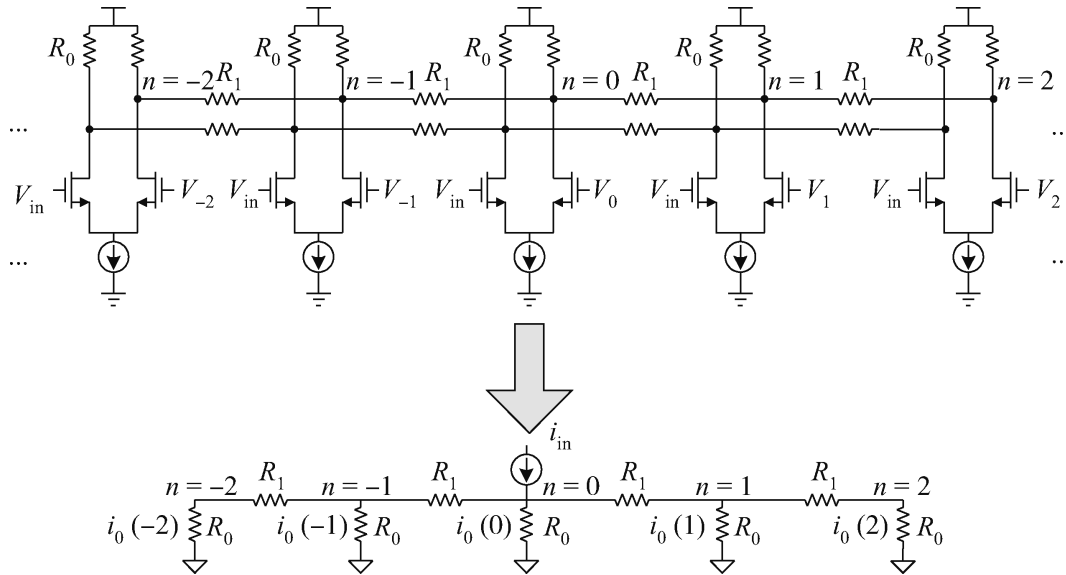 R₀ R₀ R₀ R₀ R₀
n = –2 R₁ n = –1 R₁ n = 0 R₁ n = 1 R₁ n = 2
... ..
Vᵢₙ V₋₂ Vᵢₙ V₋₁ Vᵢₙ V₀ Vᵢₙ V₁ Vᵢₙ V₂
... ..
iᵢₙ
n = –2 R₁ n = –1 R₁ n = 0 R₁ n = 1 R₁ n = 2
i₀ (–2) R₀ i₀ (–1) R₀ i₀ (0) R₀ i₀ (1) R₀ i₀ (2) R₀